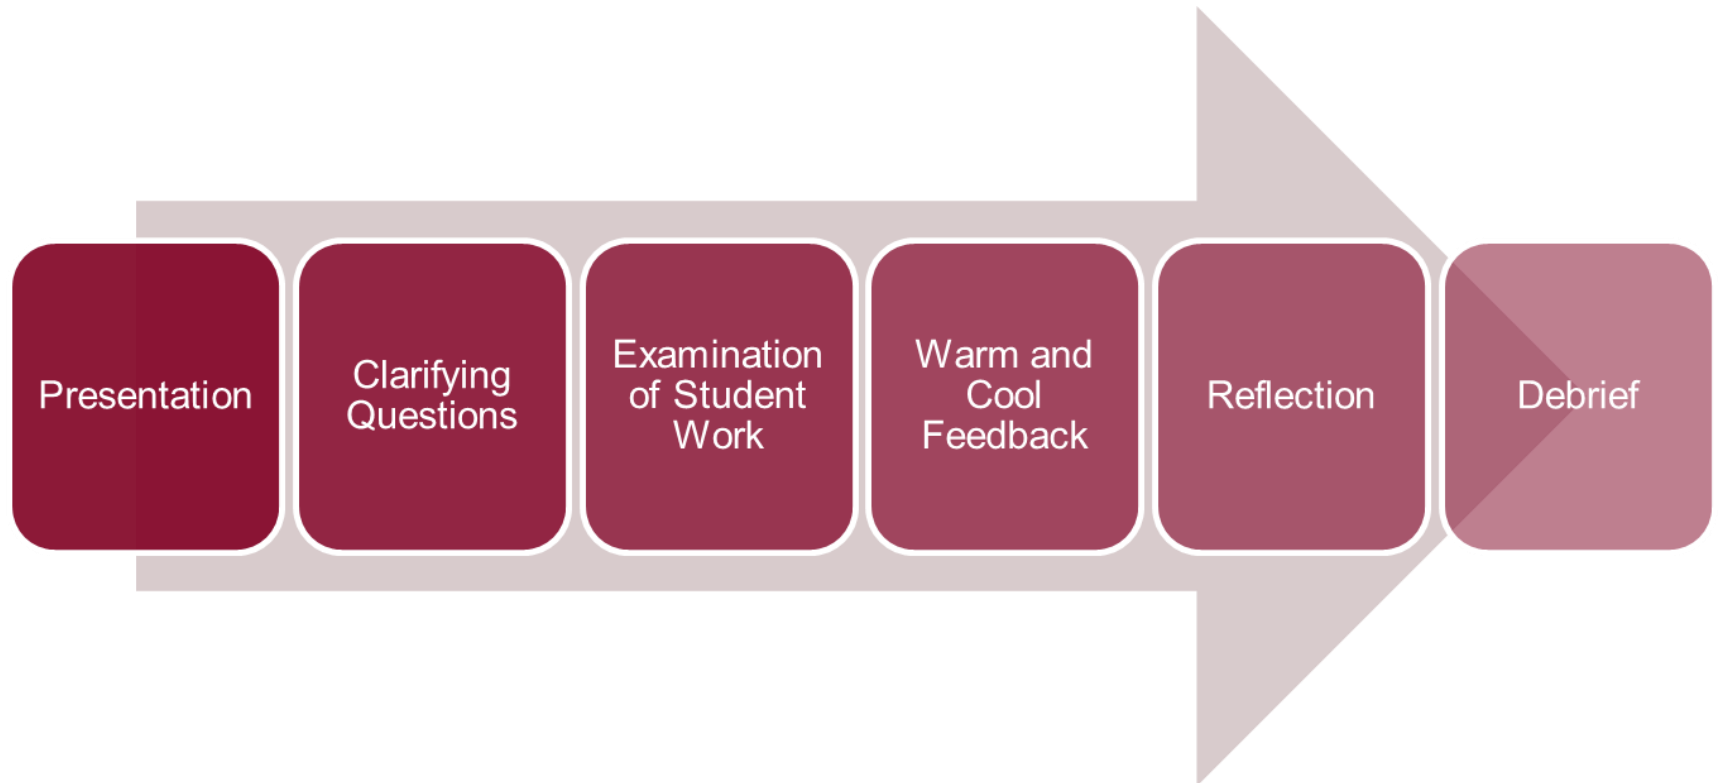 Presentation
Clarifying
Questions
Examination
of Student
Work
Warm and
Cool
Feedback
Reflection
Debrief